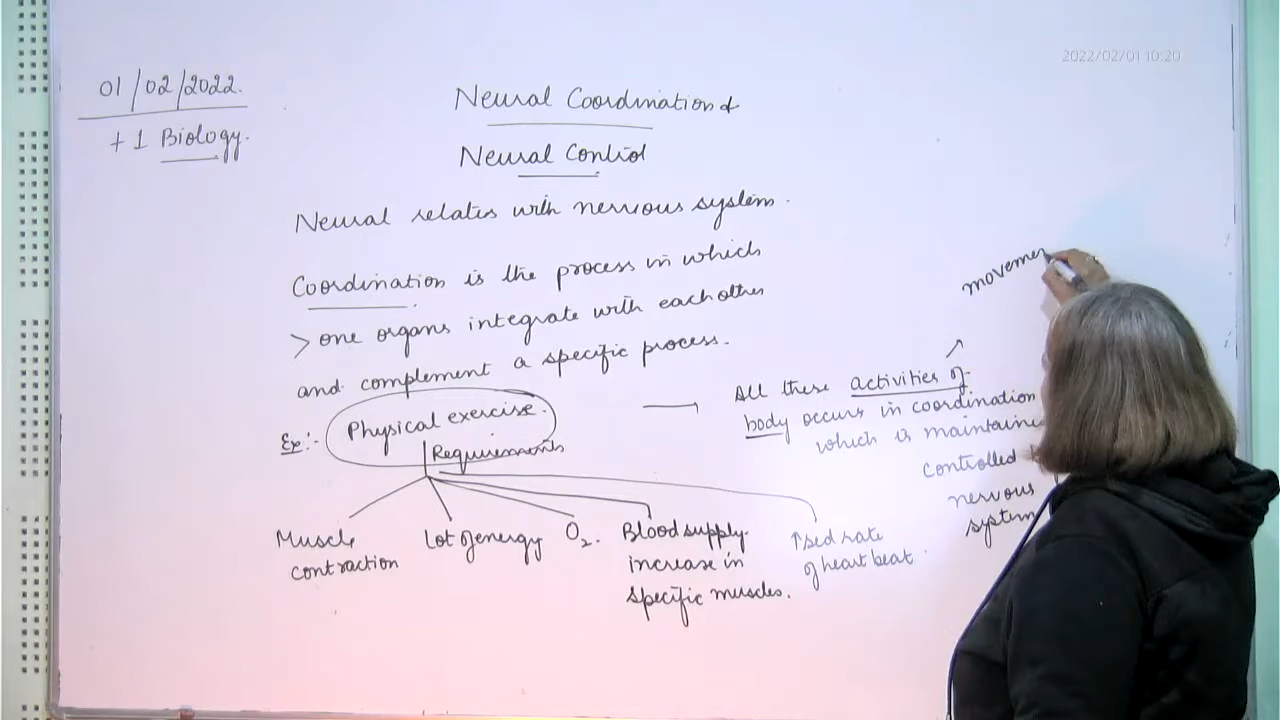 2022/02/01 10:20
01/02/2022.
+1 Biology.
Neural Coordination &
Neural Control
Neural relates with nervous system.
Coordination is the process in which
> one organs integrate with each other
and complement a specific process.
Ex:- Physical exercise.
Requirements
Muscle
contraction
Lot of energy
O2.
Blood supply
increase in
specific muscles.
↑sed rate
of heart beat.
→ All these activities of
body occurs in coordination
which is
controlled
nervous
system